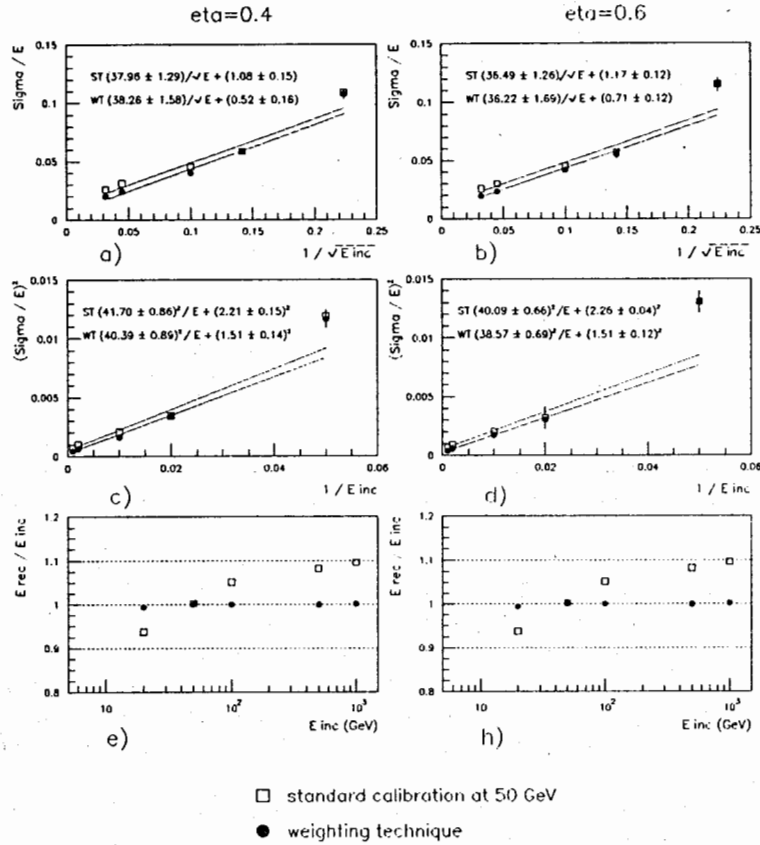 eta=0.4
eta=0.6
Sigma / E
0.15
0.1
0.05
0
ST (37.96 ± 1.29)/√E + (1.08 ± 0.15)
WT (38.26 ± 1.58)/√E + (0.52 ± 0.16)
0 0.05 0.1 0.15 0.2 0.25
a)
1 / √E inc
Sigma / E
0.15
0.1
0.05
0
ST (36.49 ± 1.26)/√E + (1.17 ± 0.12)
WT (36.22 ± 1.69)/√E + (0.71 ± 0.12)
0 0.05 0.1 0.15 0.2 0.25
b)
1 / √E inc
(Sigma / E)²
0.015
0.01
0.005
0
ST (41.70 ± 0.86)²/E + (2.21 ± 0.15)²
WT (40.39 ± 0.89)²/E + (1.51 ± 0.14)²
0 0.02 0.04 0.06
c)
1 / E inc
(Sigma / E)²
0.015
0.01
0.005
0
ST (40.09 ± 0.66)²/E + (2.26 ± 0.04)²
WT (38.57 ± 0.69)²/E + (1.51 ± 0.12)²
0 0.02 0.04 0.06
d)
1 / E inc
E rec / E inc
1.2
1.1
1
0.9
0.8
10 10² 10³
e)
E inc (GeV)
E rec / E inc
1.2
1.1
1
0.9
0.8
10 10² 10³
h)
E inc (GeV)
standard calibration at 50 GeV
weighting technique